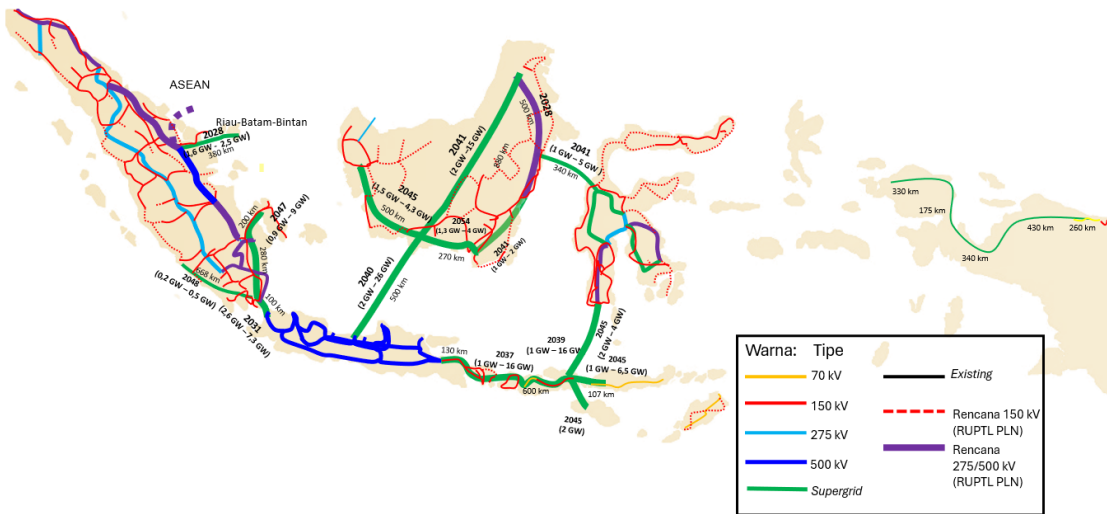 ASEAN
Riau-Batam-Bintan
2028
(1,6 GW - 2,5 GW)
380 km
2047
(0,9 GW – 9 GW)
200 km
280 km
668 km
2048
(0,2 GW – 0,5 GW)
100 km
2031
(2,6 GW – 7,3 GW)
2041
(2 GW –15 GW)
2028
500 km
890 km
2045
(1,5 GW – 4,3 GW)
500 km
2054
(1,3 GW – 4 GW)
270 km
2041
(1 GW – 2 GW)
2041
(1 GW – 5 GW)
340 km
2040
(2 GW – 26 GW)
500 km
130 km
2037
(1 GW – 16 GW)
600 km
2039
(1 GW – 16 GW)
2045
(2 GW – 4 GW)
2045
(1 GW – 6,5 GW)
107 km
2045
(2 GW)
330 km
175 km
340 km
430 km
260 km
Warna: Tipe
70 kV
150 kV
275 kV
500 kV
Supergrid
Existing
Rencana 150 kV
(RUPTL PLN)
Rencana
275/500 kV
(RUPTL PLN)